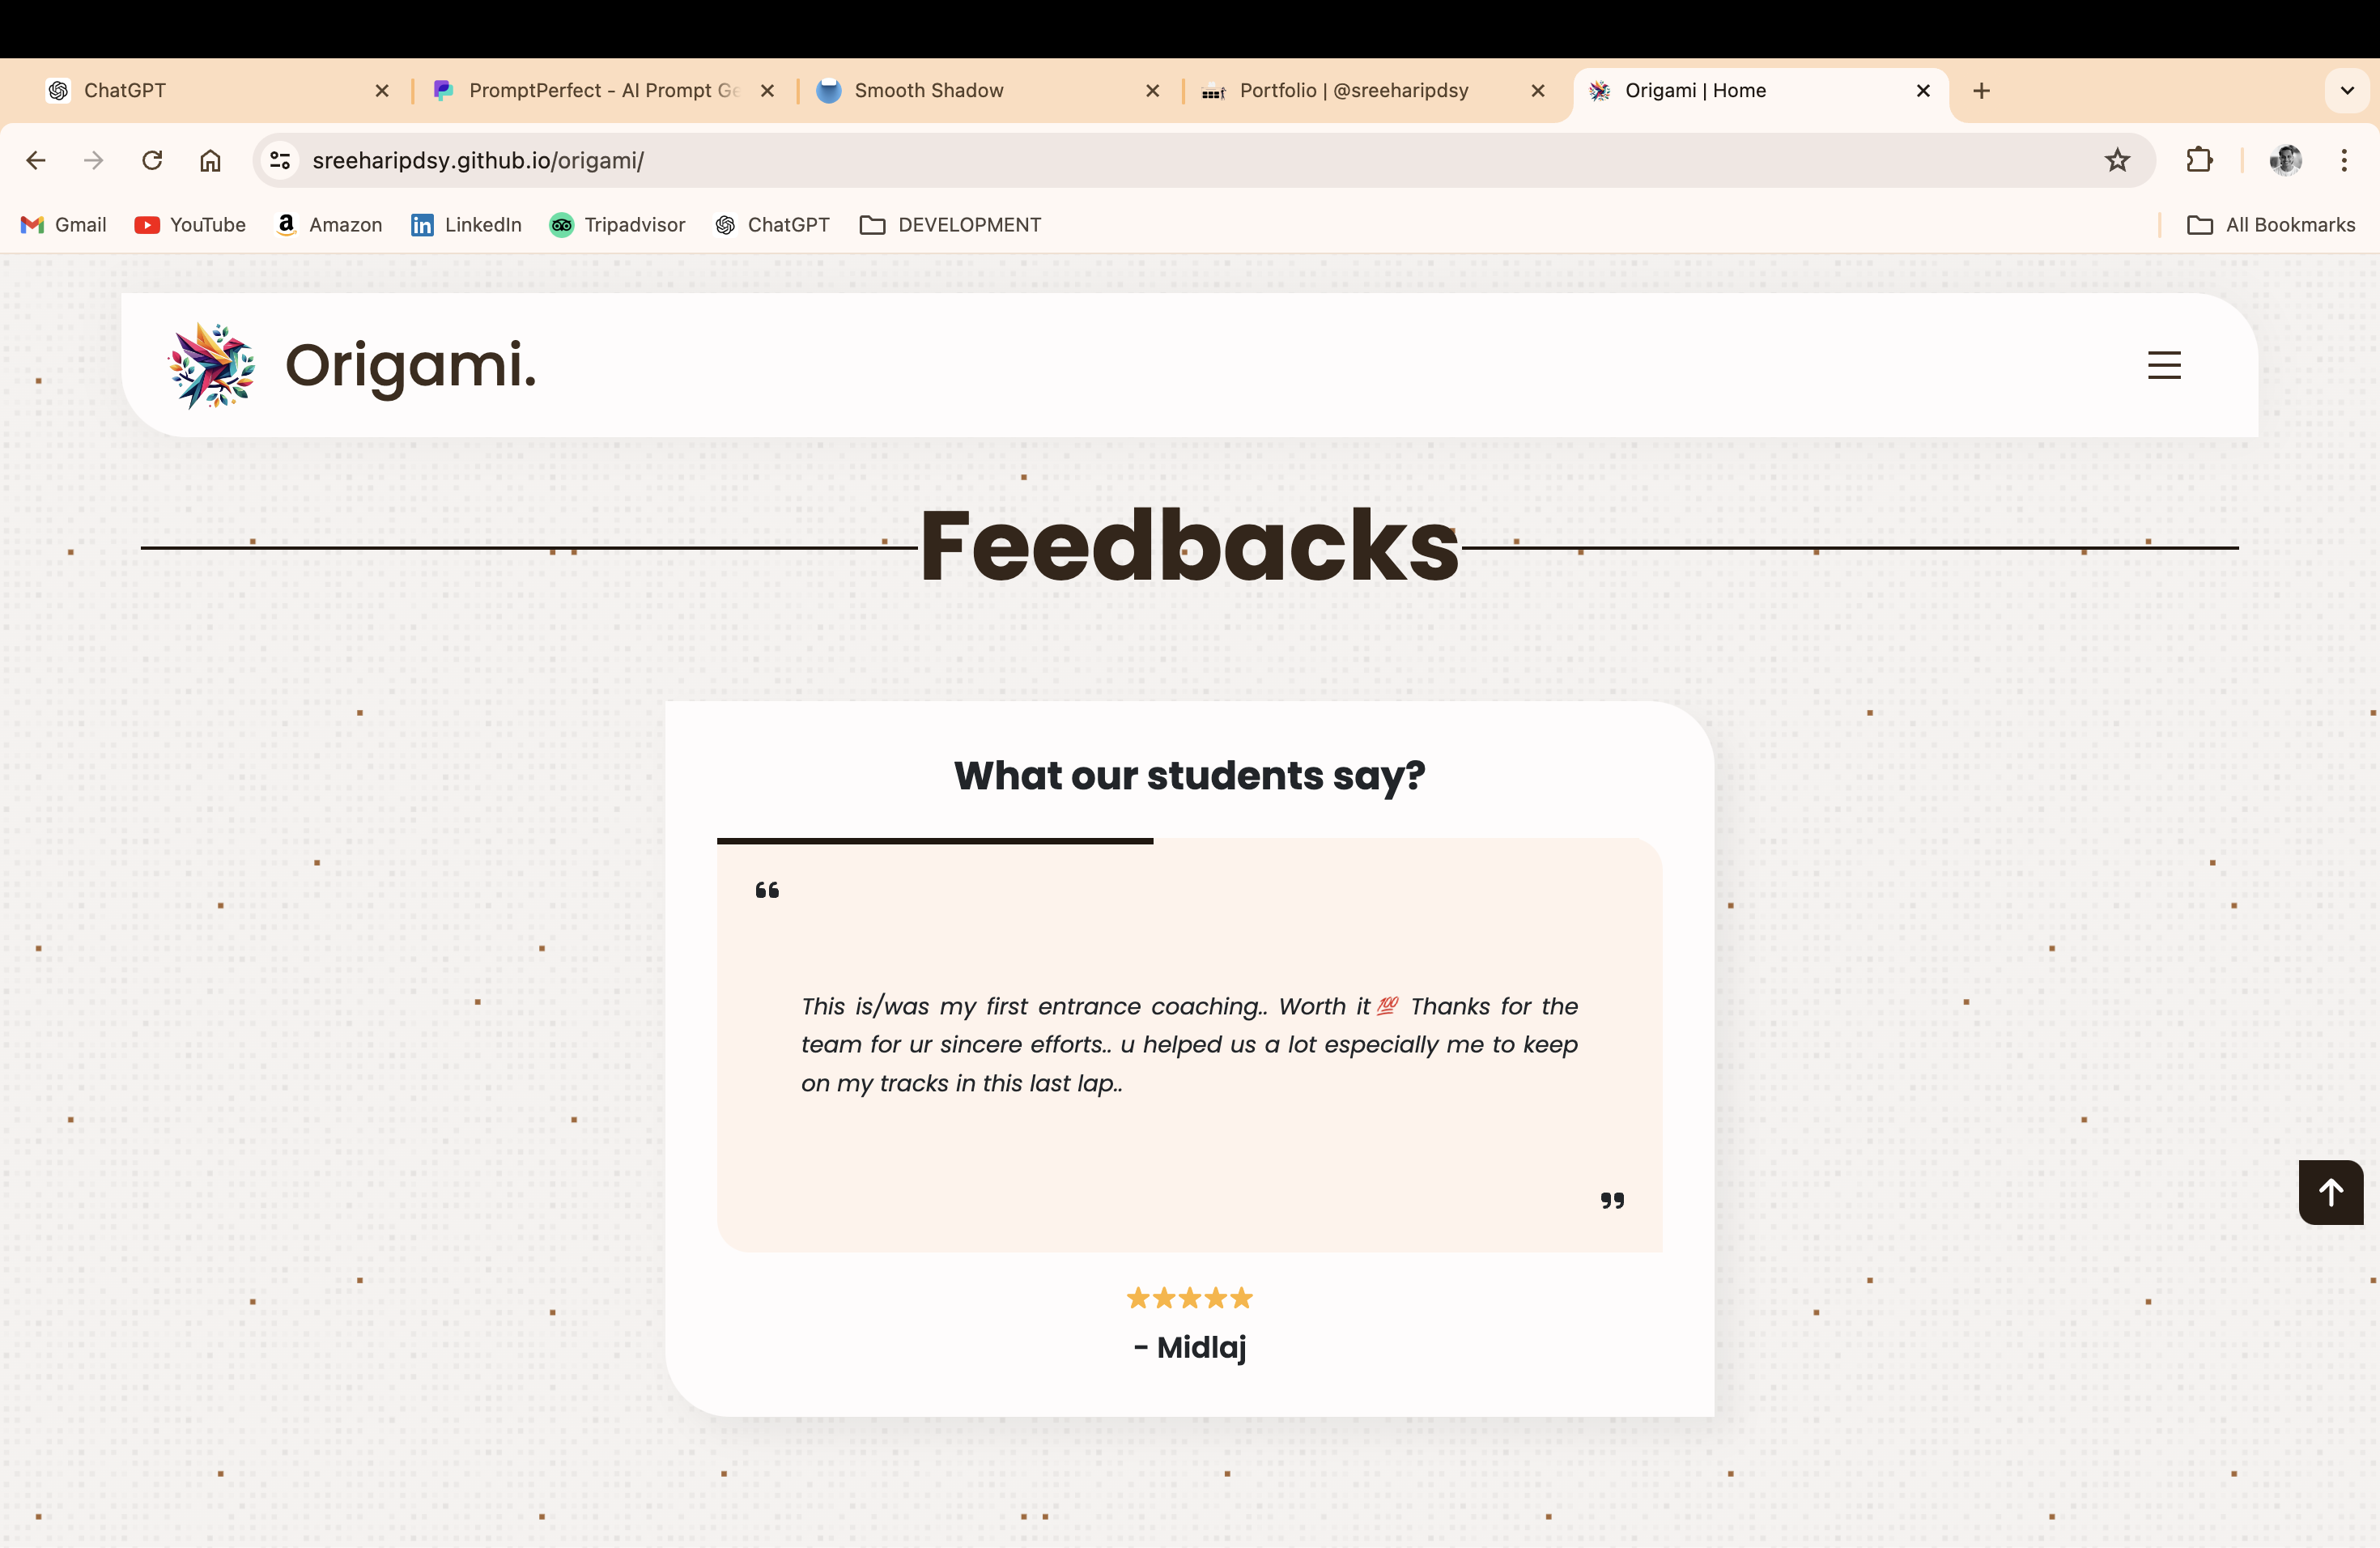 ChatGPT
PromptPerfect - AI Prompt Ge
Smooth Shadow
Portfolio | @sreeharipdsy
Origami | Home
sreeharipdsy.github.io/origami/
Gmail
YouTube
Amazon
LinkedIn
Tripadvisor
ChatGPT
DEVELOPMENT
All Bookmarks
Origami.
Feedbacks
What our students say?
“
This is/was my first entrance coaching.. Worth it💯 Thanks for the
team for ur sincere efforts.. u helped us a lot especially me to keep
on my tracks in this last lap..
”
- Midlaj